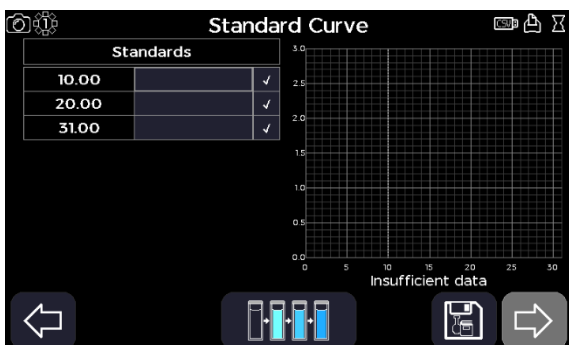 1 Standard Curve CSV
Standards
10.00 ✓
20.00 ✓
31.00 ✓
3.0
2.5
2.0
1.5
1.0
0.5
0.0
0 5 10 15 20 25 30
Insufficient data